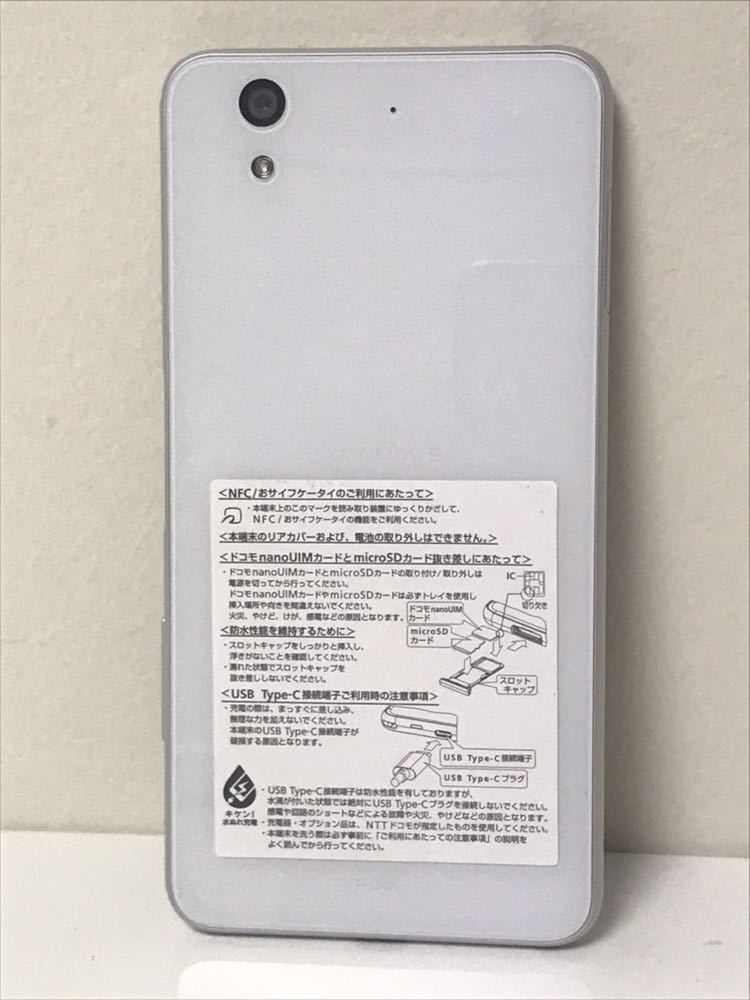 <NFC/おサイフケータイのご利用にあたって>
・本端末上のこのマークを読み取り装置にゆっくりかざして、
NFC/おサイフケータイの機能をご利用ください。
<本端末のリアカバーおよび、電池の取り外しはできません。>
<ドコモnanoUIMカードとmicroSDカード抜き差しにあたって>
・ドコモnanoUIMカードとmicroSDカードの取り付け/取り外しは
電源を切ってから行ってください。
ドコモnanoUIMカードやmicroSDカードは必ずトレイを使用し
挿入場所や向きを間違えないでください。
火災、やけど、けが、感電などの原因となります。
IC
切り欠き
ドコモnanoUIM
カード
microSD
カード
スロット
キャップ
<防水性能を維持するために>
・スロットキャップをしっかりと挿入し、
浮きがないことを確認してください。
・濡れた状態でスロットキャップを
抜き差ししないでください。
<USB Type-C接続端子ご利用時の注意事項>
・充電の際は、まっすぐに差し込み、
無理な力を加えないでください。
本端末のUSB Type-C接続端子が
破損する原因となります。
USB Type-C接続端子
USB Type-Cプラグ
キケン!
水ぬれ充電
・USB Type-C接続端子は防水性能を有しておりますが、
水滴が付いた状態では絶対にUSB Type-Cプラグを接続しないでください。
感電や回路のショートなどによる故障や火災、やけどなどの原因となります。
・充電器・オプション品は、NTTドコモが指定したものを使用してください。
・本端末を洗う際は必ず事前に「ご利用にあたっての注意事項」の説明を
よく読んでから行ってください。